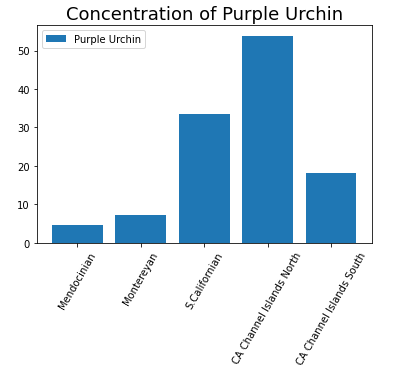 Concentration of Purple Urchin
Purple Urchin
50
40
30
20
10
0
Mendocinian
Montereyan
S.Californian
CA Channel Islands North
CA Channel Islands South